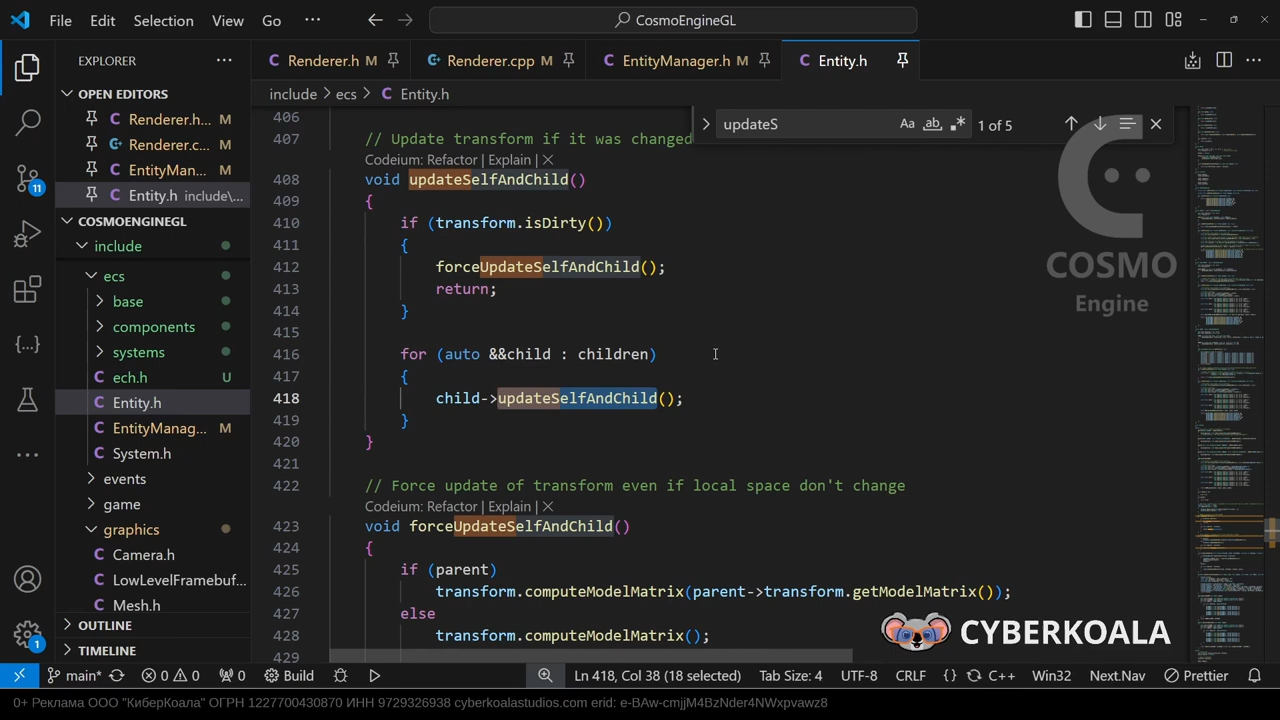 File Edit Selection View Go ··· CosmoEngineGL
EXPLORER
Renderer.h M
Renderer.cpp M
EntityManager.h M
Entity.h
OPEN EDITORS
Renderer.h... M
Renderer.c... M
EntityMan... M
Entity.h include\...
COSMOENGINEGL
include
ecs
base
components
systems
ech.h U
Entity.h
EntityManag... M
System.h
events
game
graphics
Camera.h
LowLevelFramebuf...
Mesh.h
OUTLINE
TIMELINE
11
1
include > ecs > Entity.h
updateS Aa ab 1 of 5
406
407 // Update transform if it was changed
Codeium: Refactor | Explain | ×
408 void updateSelfAndChild()
409 {
410 if (transform.isDirty())
411 {
412 forceUpdateSelfAndChild();
413 return;
414 }
415
416 for (auto &&child : children)
417 {
418 child->updateSelfAndChild();
419 }
420 }
421
422 // Force update of transform even if local space don't change
Codeium: Refactor | Explain | ×
423 void forceUpdateSelfAndChild()
424 {
425 if (parent)
426 transform.computeModelMatrix(parent->transform.getModelMatrix());
427 else
428 transform.computeModelMatrix();
429
COSMO
Engine
CYBERKOALA
main* 0 0 0 Build Ln 418, Col 38 (18 selected) Tab Size: 4 UTF-8 CRLF {} C++ Win32 Next.Nav Prettier
0+ Реклама ООО "КиберКоала" ОГРН 1227700430870 ИНН 9729326938 cyberkoalastudios.com erid: e-BAw-cmjjM4BzNder4NWxpvawz8